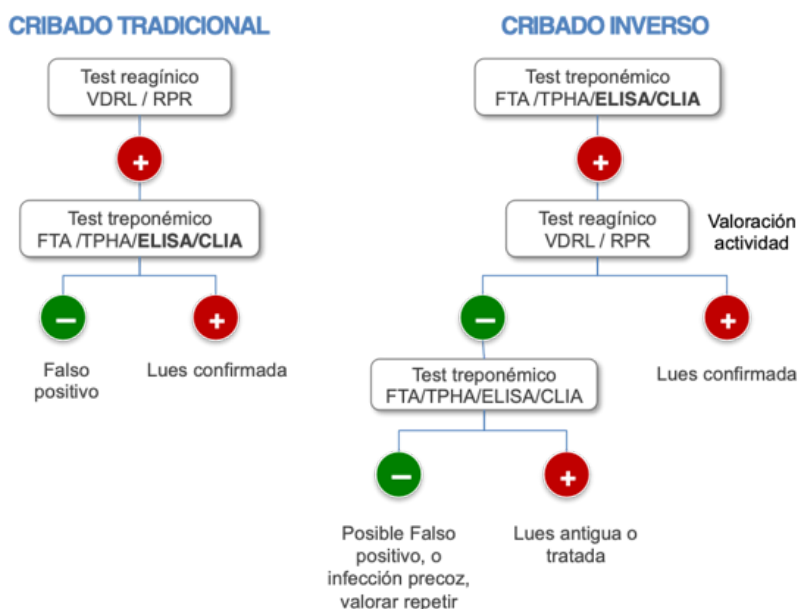 CRIBADO TRADICIONAL
Test reagínico
VDRL / RPR
+
Test treponémico
FTA /TPHA/ELISA/CLIA
–
+
Falso
positivo
Lues confirmada
CRIBADO INVERSO
Test treponémico
FTA /TPHA/ELISA/CLIA
+
Test reagínico
VDRL / RPR
Valoración
actividad
–
+
Test treponémico
FTA/TPHA/ELISA/CLIA
Lues confirmada
–
+
Posible Falso
positivo, o
infección precoz,
valorar repetir
Lues antigua o
tratada